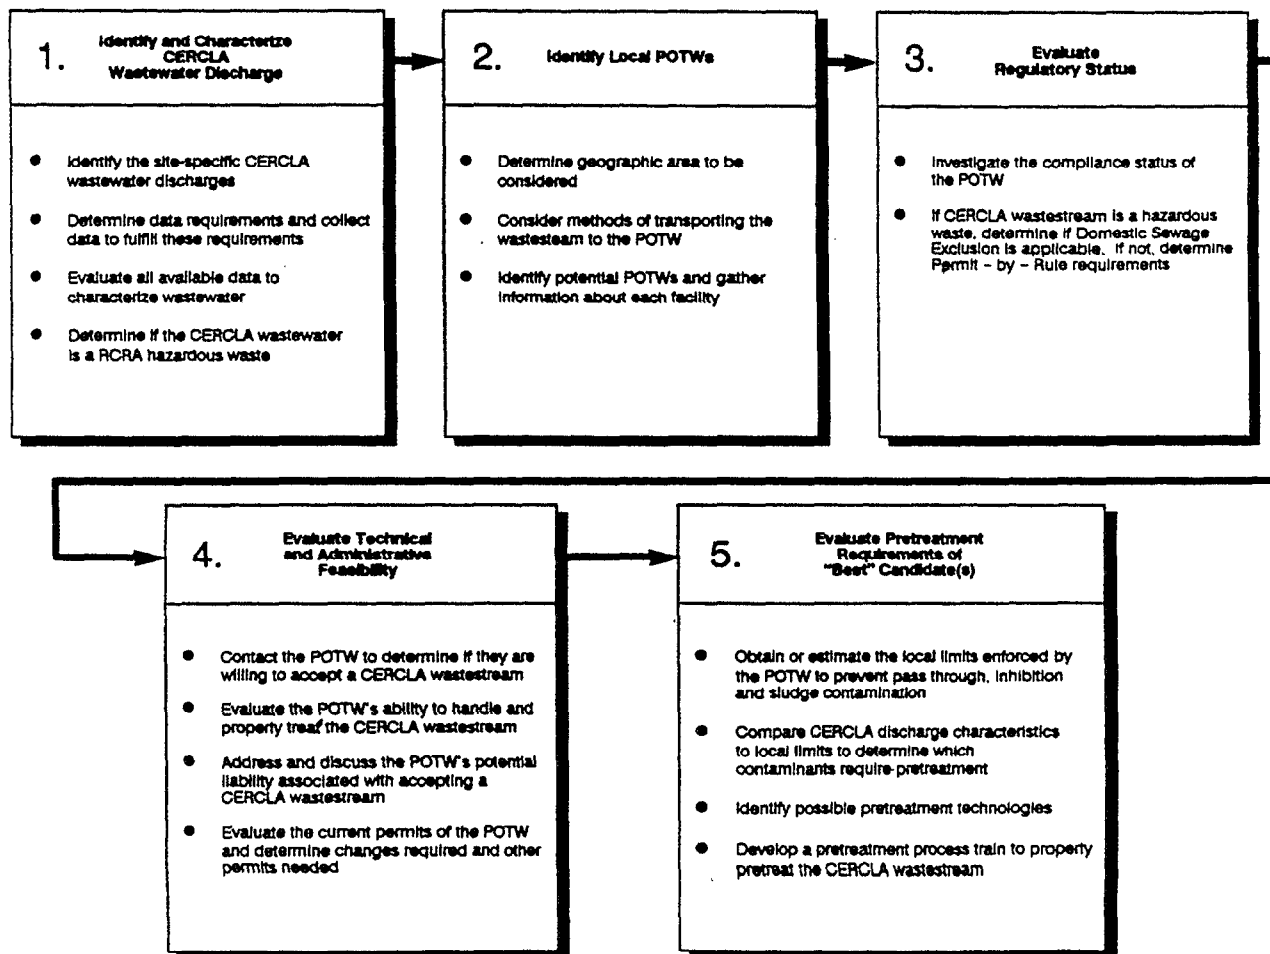 1.
Identify and Characterize
CERCLA
Wastewater Discharge
● Identify the site-specific CERCLA
wastewater discharges
● Determine data requirements and collect
data to fulfill these requirements
● Evaluate all available data to
characterize wastewater
● Determine if the CERCLA wastewater
is a RCRA hazardous waste
2.
Identify Local POTWs
● Determine geographic area to be
considered
● Consider methods of transporting the
wastesteam to the POTW
● Identify potential POTWs and gather
information about each facility
3.
Evaluate
Regulatory Status
● Investigate the compliance status of
the POTW
● If CERCLA wastestream is a hazardous
waste, determine if Domestic Sewage
Exclusion is applicable. If not, determine
Permit - by - Rule requirements
4.
Evaluate Technical
and Administrative
Feasibility
● Contact the POTW to determine if they are
willing to accept a CERCLA wastestream
● Evaluate the POTW's ability to handle and
property treat the CERCLA wastestream
● Address and discuss the POTW's potential
liability associated with accepting a
CERCLA wastestream
● Evaluate the current permits of the POTW
and determine changes required and other
permits needed
5.
Evaluate Pretreatment
Requirements of
"Best" Candidate(s)
● Obtain or estimate the local limits enforced by
the POTW to prevent pass through, inhibition
and sludge contamination
● Compare CERCLA discharge characteristics
to local limits to determine which
contaminants require-pretreatment
● Identify possible pretreatment technologies
● Develop a pretreatment process train to properly
pretreat the CERCLA wastestream